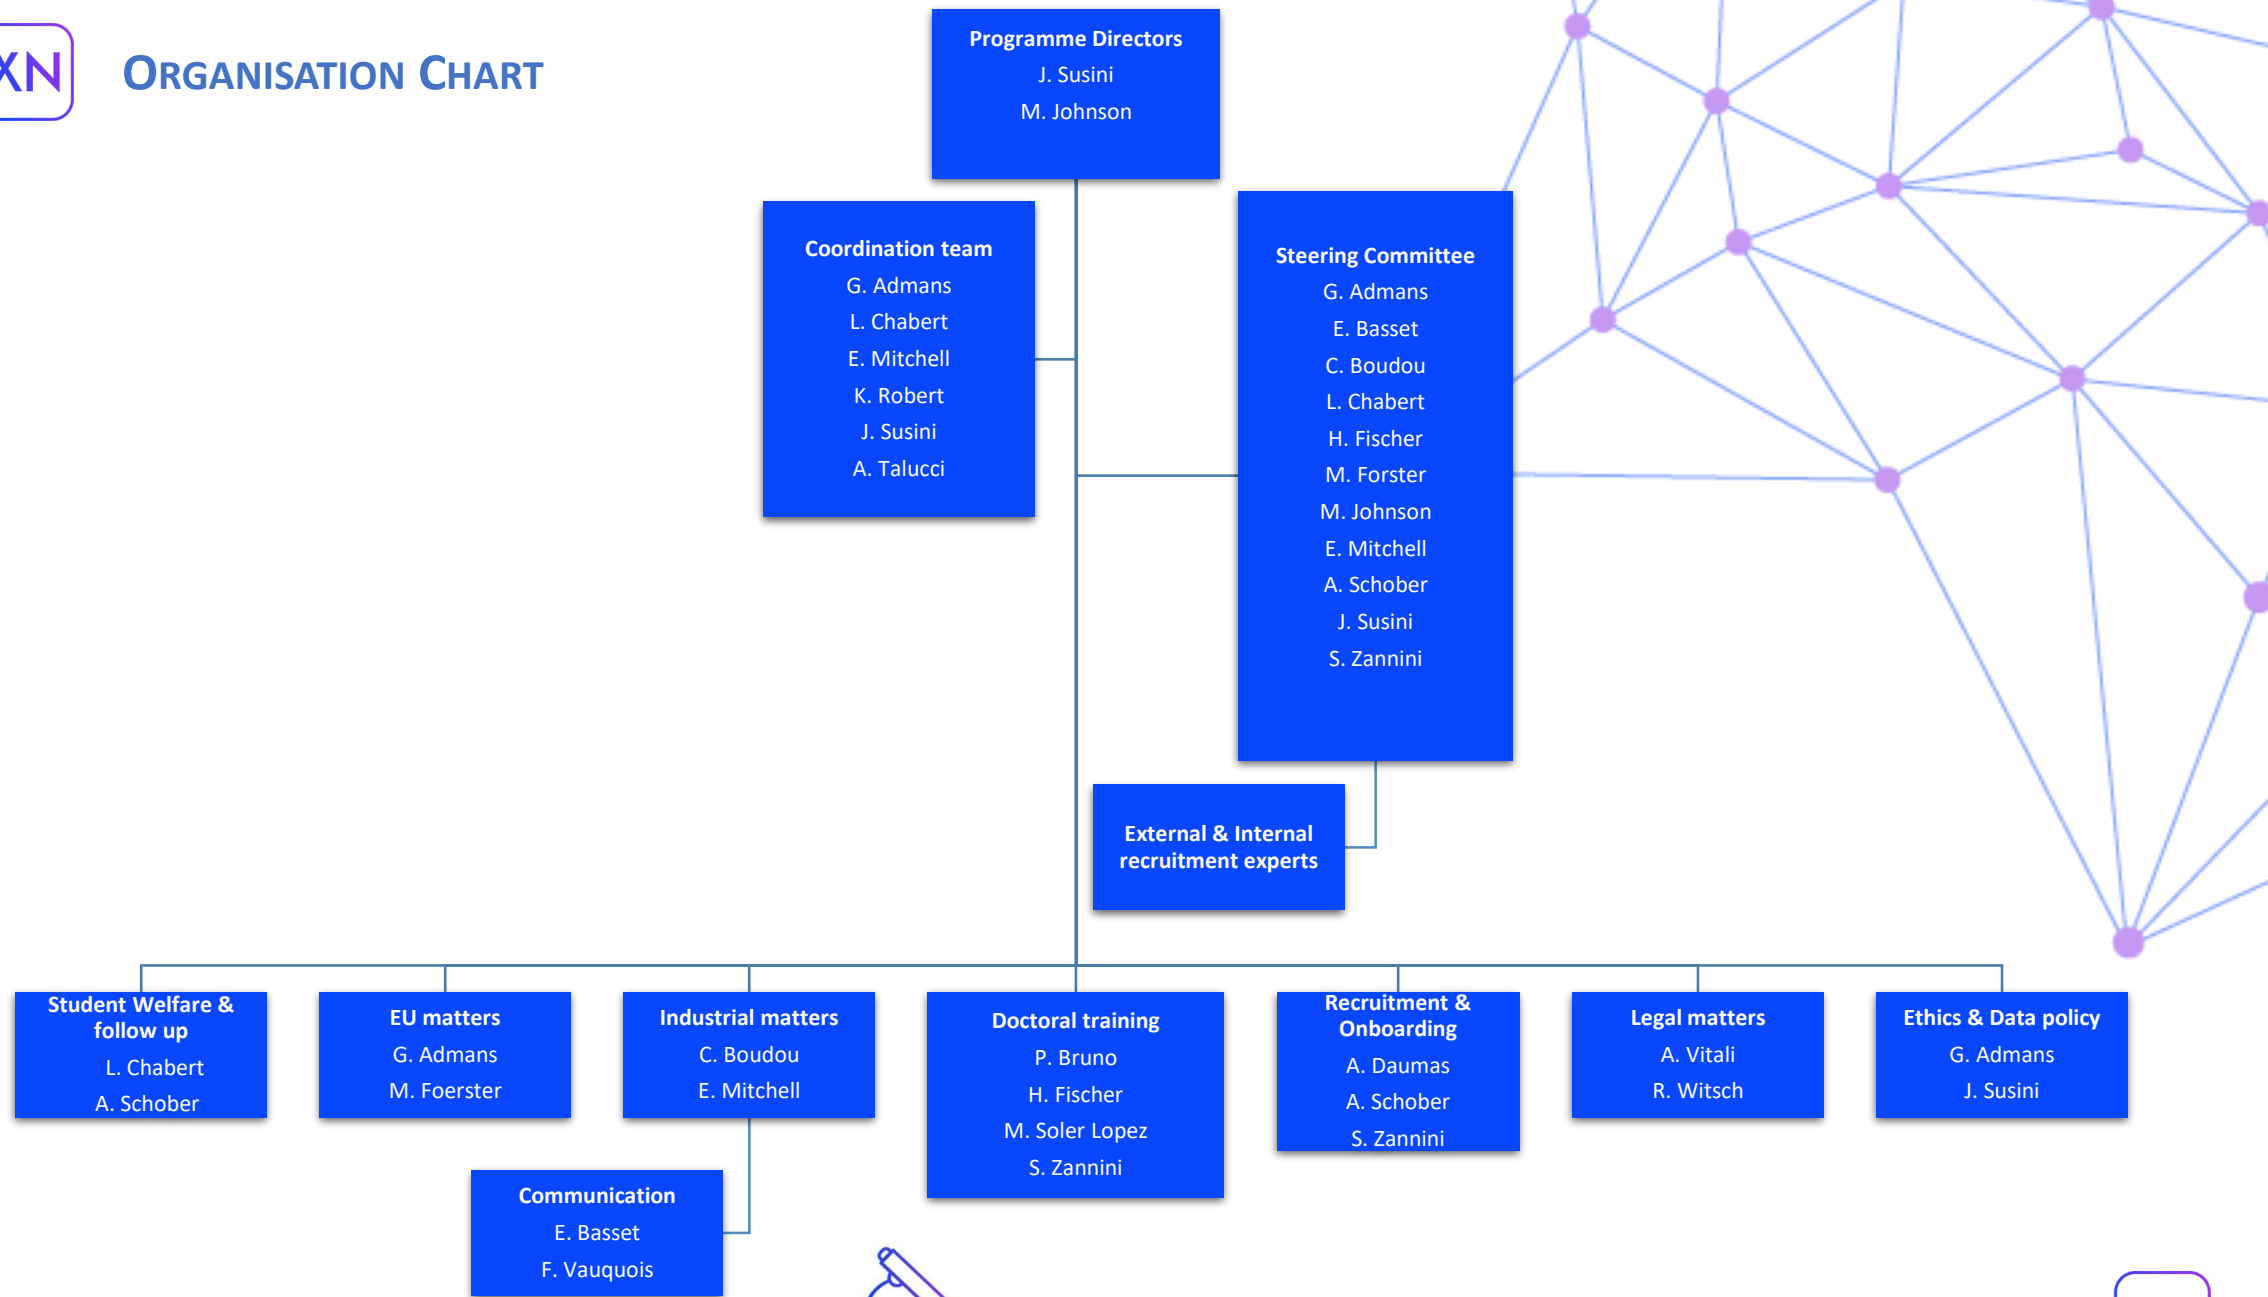 XN
ORGANISATION CHART
Programme Directors
J. Susini
M. Johnson
Coordination team
G. Admans
L. Chabert
E. Mitchell
K. Robert
J. Susini
A. Talucci
Steering Committee
G. Admans
E. Basset
C. Boudou
L. Chabert
H. Fischer
M. Forster
M. Johnson
E. Mitchell
A. Schober
J. Susini
S. Zannini
External & Internal
recruitment experts
Student Welfare &
follow up
L. Chabert
A. Schober
EU matters
G. Admans
M. Foerster
Industrial matters
C. Boudou
E. Mitchell
Communication
E. Basset
F. Vauquois
Doctoral training
P. Bruno
H. Fischer
M. Soler Lopez
S. Zannini
Recruitment &
Onboarding
A. Daumas
A. Schober
S. Zannini
Legal matters
A. Vitali
R. Witsch
Ethics & Data policy
G. Admans
J. Susini